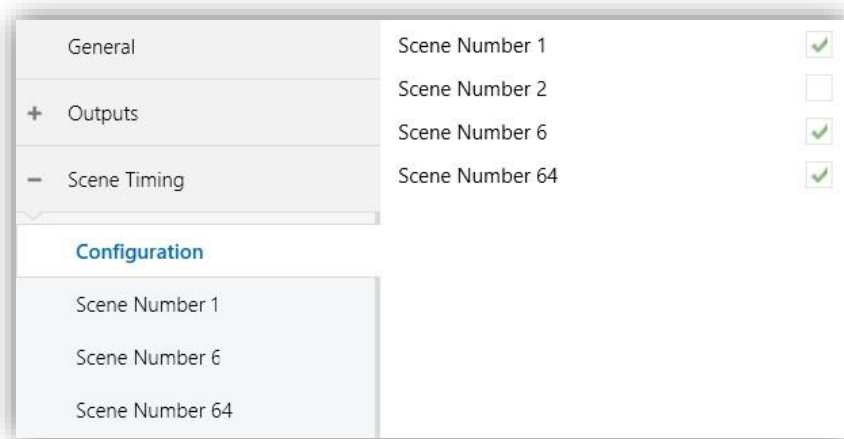 General
+ Outputs
− Scene Timing
Configuration
Scene Number 1
Scene Number 6
Scene Number 64
Scene Number 1
Scene Number 2
Scene Number 6
Scene Number 64